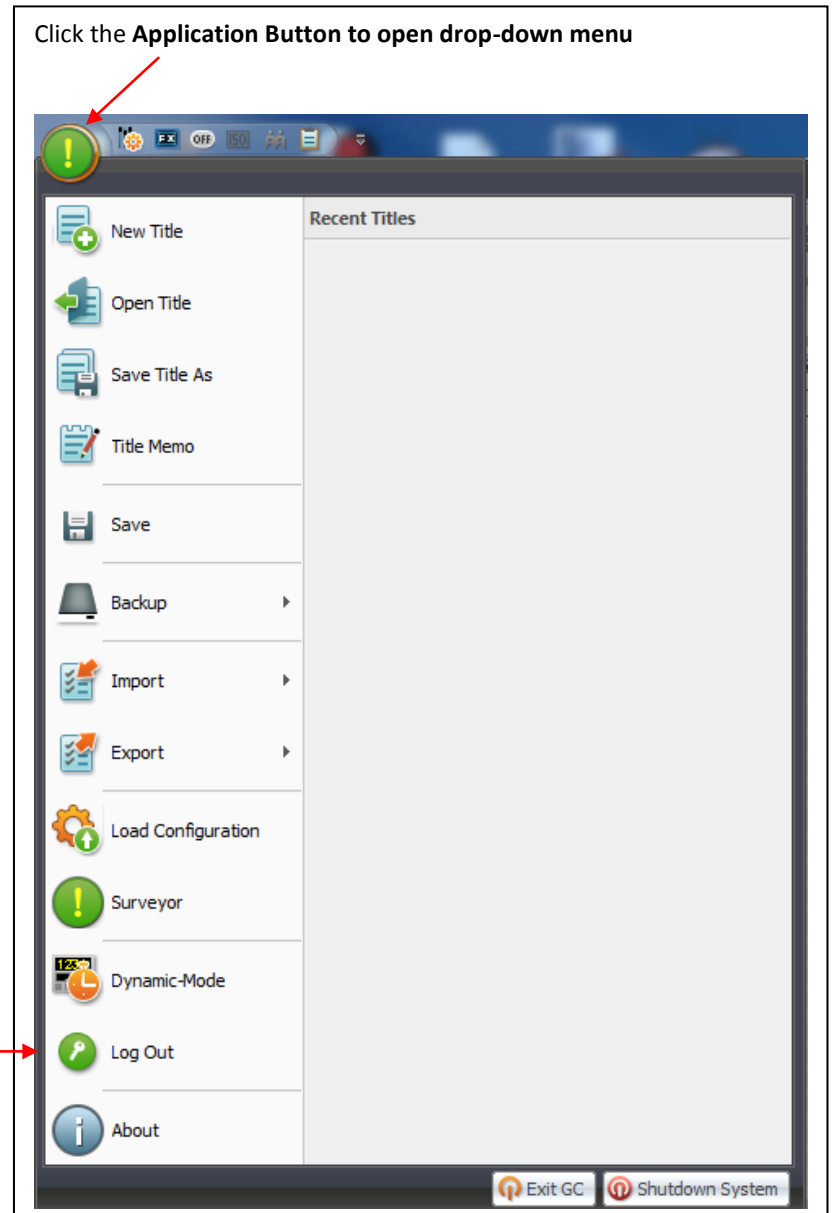 Click the Application Button to open drop-down menu
FX OFF ISO
New Title
Recent Titles
Open Title
Save Title As
Title Memo
Save
Backup
Import
Export
Load Configuration
Surveyor
123
Dynamic-Mode
Log Out
About
Exit GC Shutdown System